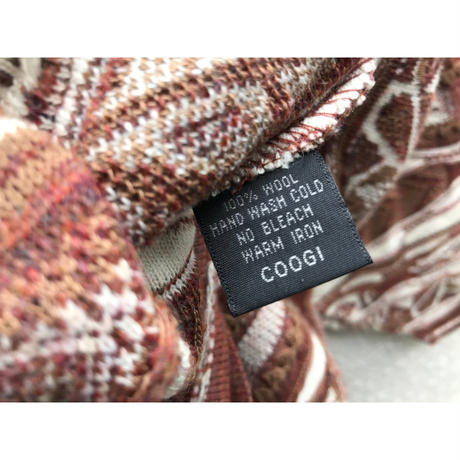 100% WOOL
HAND WASH COLD
NO BLEACH
WARM IRON
COOGI